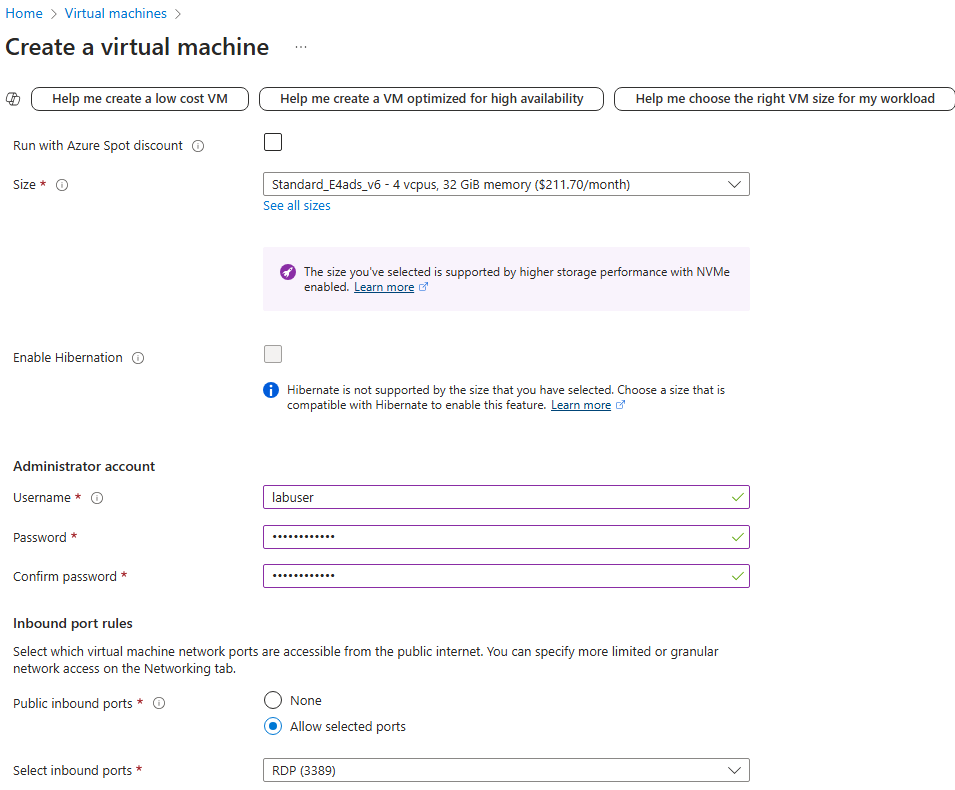 Home > Virtual machines >
Create a virtual machine ...
Help me create a low cost VM Help me create a VM optimized for high availability Help me choose the right VM size for my workload
Run with Azure Spot discount
Size *
Standard_E4ads_v6 - 4 vcpus, 32 GiB memory ($211.70/month)
See all sizes
The size you've selected is supported by higher storage performance with NVMe
enabled. Learn more
Enable Hibernation
Hibernate is not supported by the size that you have selected. Choose a size that is
compatible with Hibernate to enable this feature. Learn more
Administrator account
Username * labuser
Password * ••••••••••••
Confirm password * ••••••••••••
Inbound port rules
Select which virtual machine network ports are accessible from the public internet. You can specify more limited or granular
network access on the Networking tab.
Public inbound ports * None
Allow selected ports
Select inbound ports * RDP (3389)